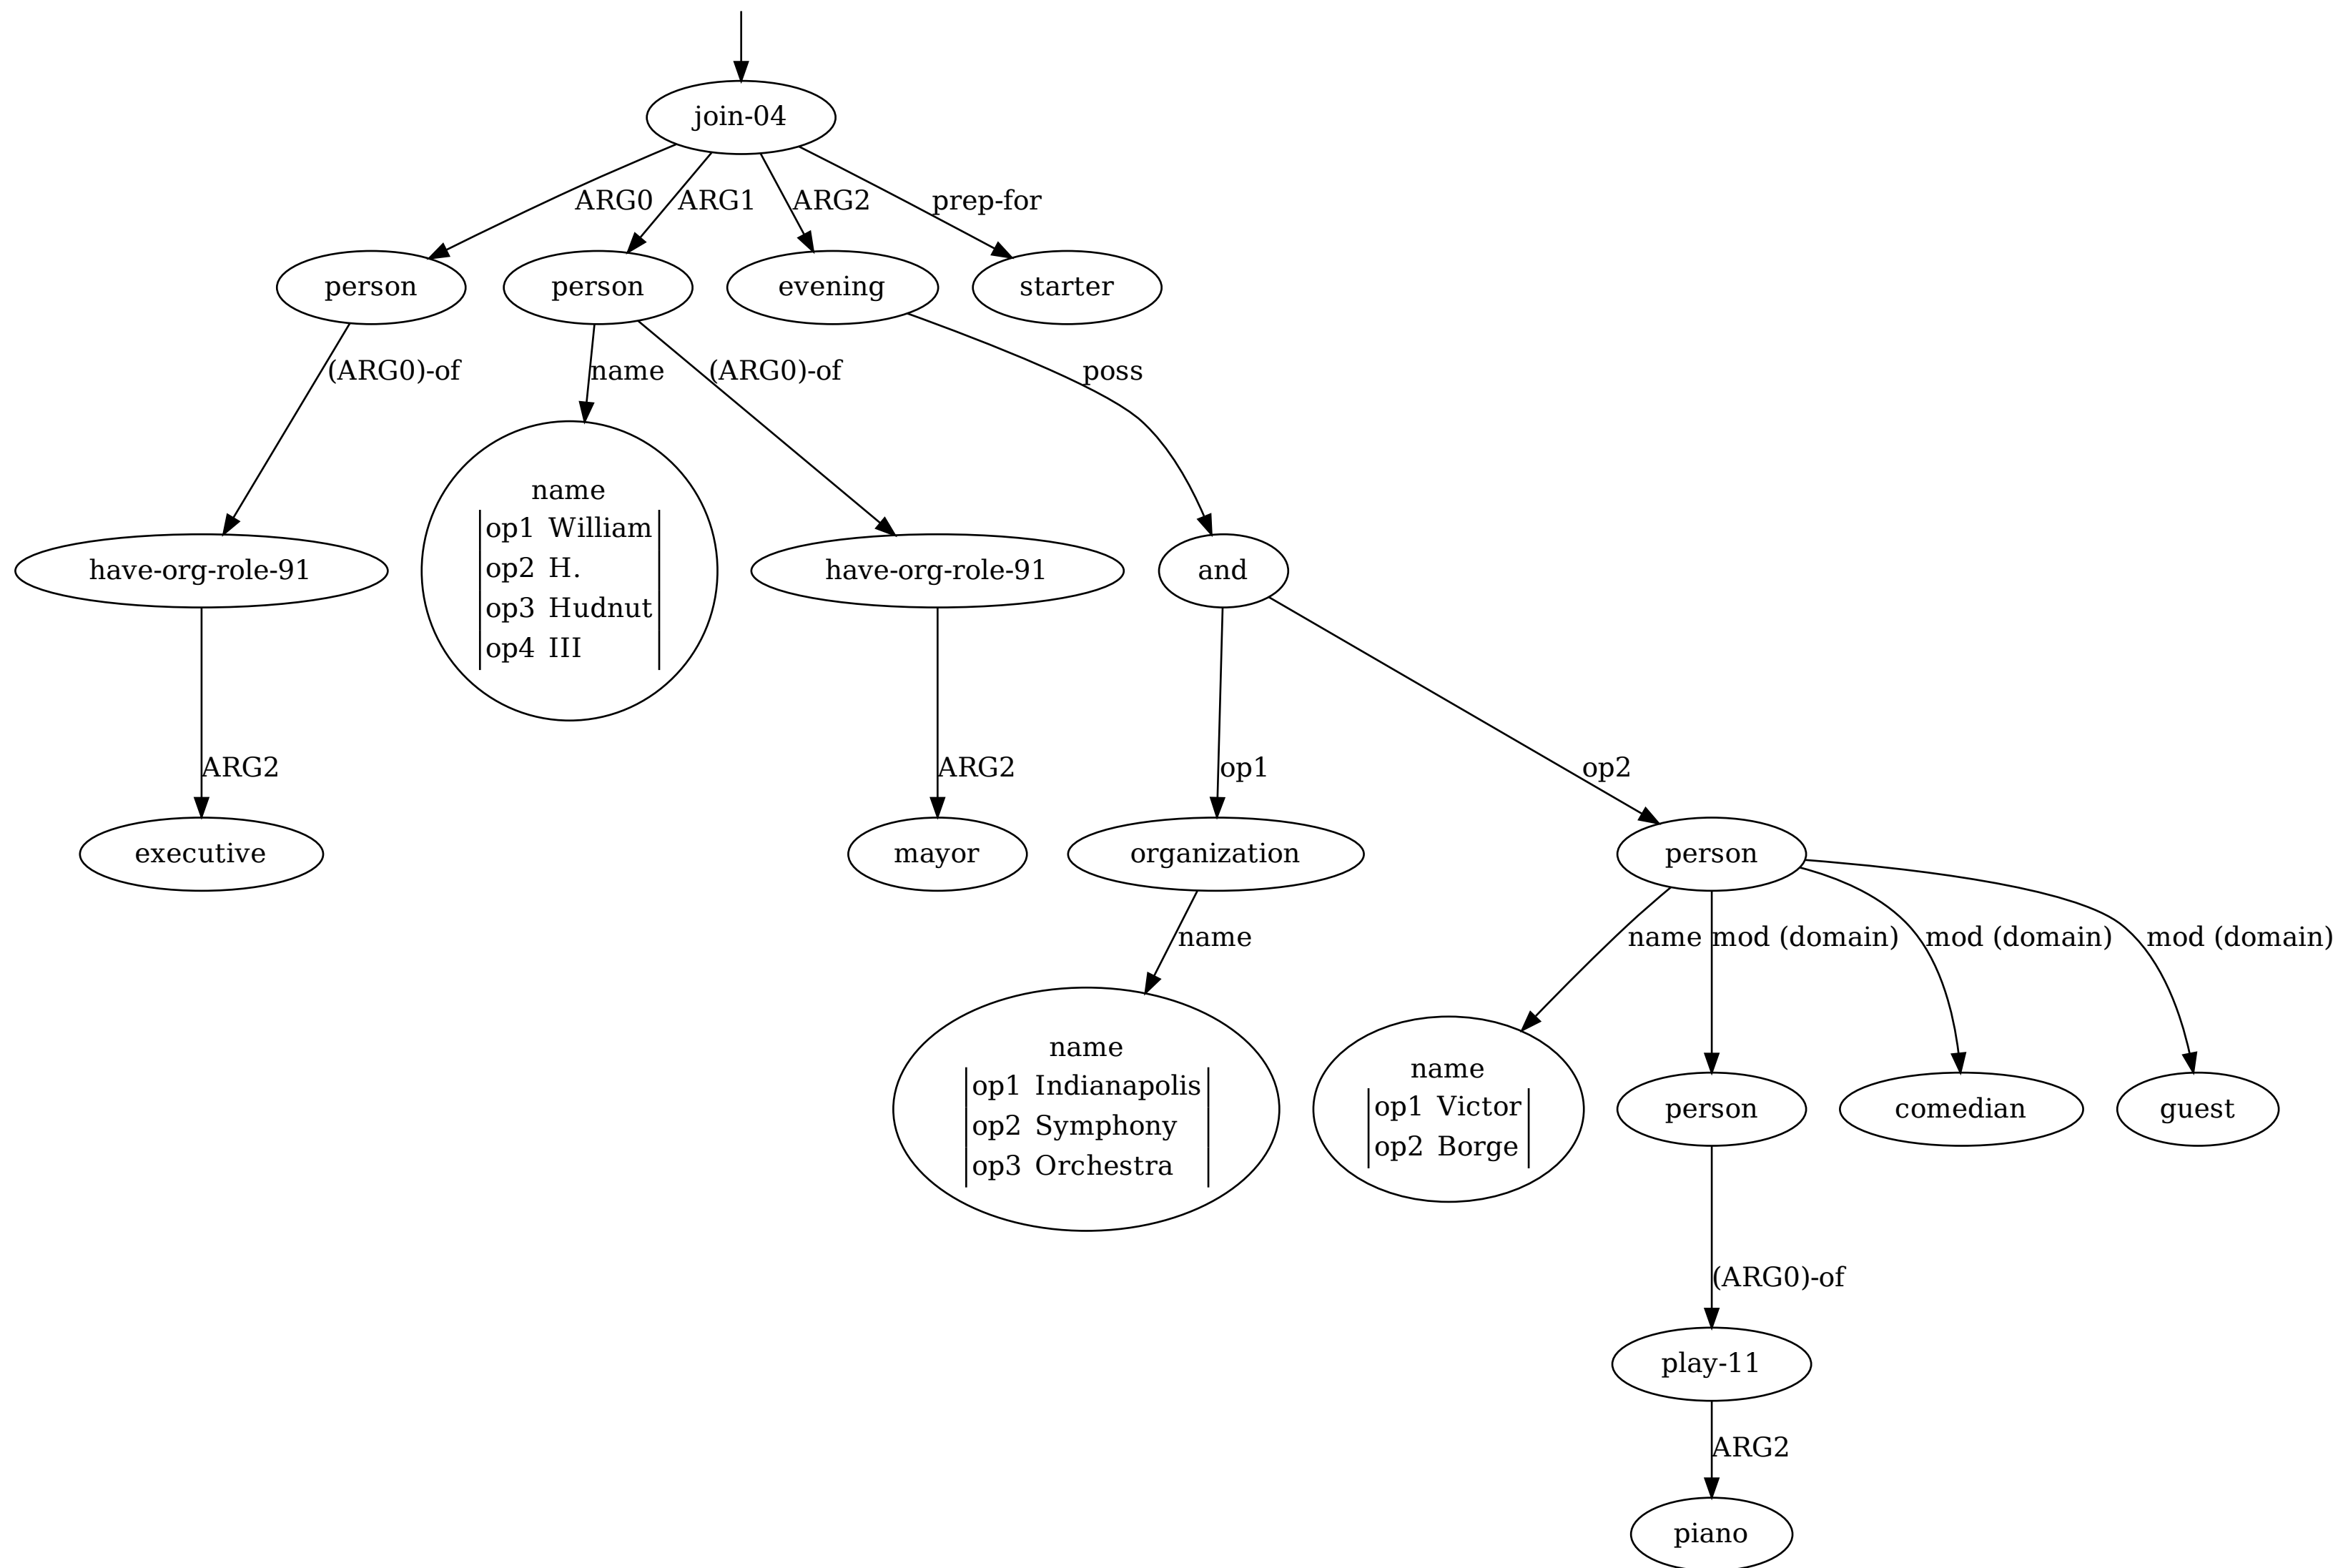 join-04
ARG0 ARG1 ARG2 prep-for
person person evening starter
(ARG0)-of name (ARG0)-of poss
name
op1 William
op2 H.
op3 Hudnut
op4 III
have-org-role-91 have-org-role-91 and
ARG2 ARG2 op1 op2
executive mayor organization person
name name mod (domain) mod (domain) mod (domain)
name
op1 Indianapolis
op2 Symphony
op3 Orchestra
name
op1 Victor
op2 Borge
person comedian guest
(ARG0)-of
play-11
ARG2
piano